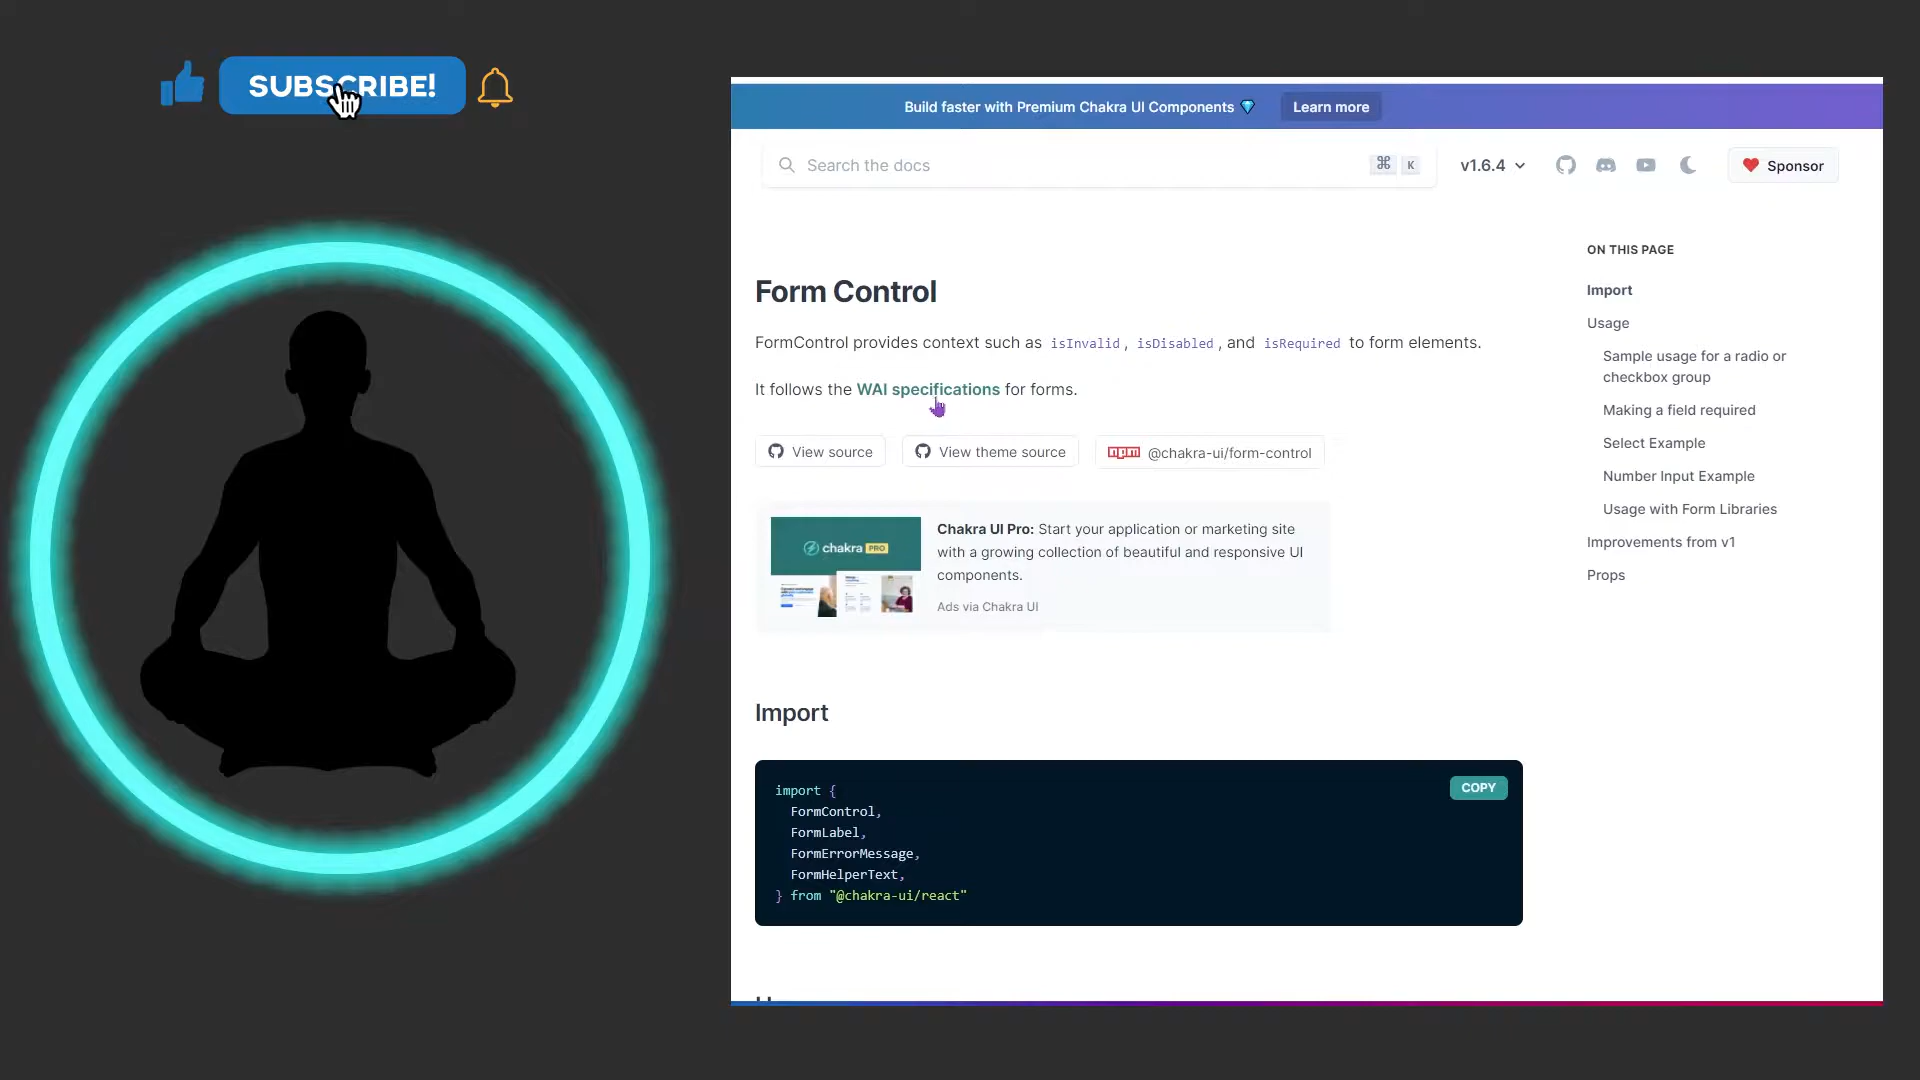 SUBSCRIBE!
Build faster with Premium Chakra UI Components
Learn more
Search the docs
⌘ K
v1.6.4
Sponsor
Form Control
FormControl provides context such as isInvalid, isDisabled, and isRequired to form elements.
It follows the WAI specifications for forms.
View source
View theme source
npm @chakra-ui/form-control
chakra PRO
Chakra UI Pro: Start your application or marketing site
with a growing collection of beautiful and responsive UI
components.
Ads via Chakra UI
Import
COPY
import {
FormControl,
FormLabel,
FormErrorMessage,
FormHelperText,
} from "@chakra-ui/react"
ON THIS PAGE
Import
Usage
Sample usage for a radio or
checkbox group
Making a field required
Select Example
Number Input Example
Usage with Form Libraries
Improvements from v1
Props